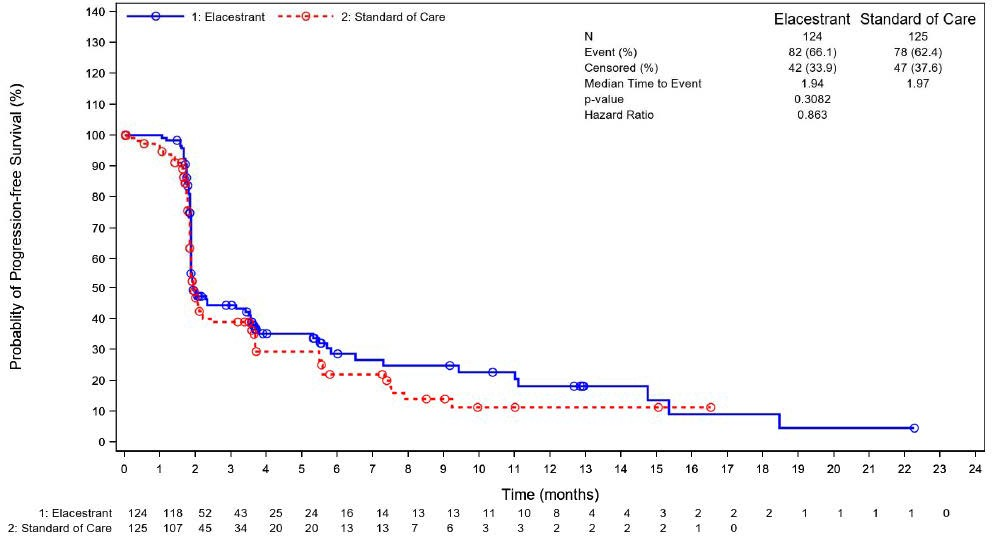 140
130
120
110
100
90
80
70
60
50
40
30
20
10
0
Probablity of Progression-free Survival (%)
1: Elacestrant 2: Standard of Care
Elacestrant Standard of Care
N 124 125
Event (%) 82 (66.1) 78 (62.4)
Censored (%) 42 (33.9) 47 (37.6)
Median Time to Event 1.94 1.97
p-value 0.3082
Hazard Ratio 0.863
0 1 2 3 4 5 6 7 8 9 10 11 12 13 14 15 16 17 18 19 20 21 22 23 24
Time (months)
1: Elacestrant 124 118 52 43 25 24 16 14 13 13 11 10 8 4 4 3 2 2 2 1 1 1 1 0
2: Standard of Care 125 107 45 34 20 20 13 13 7 6 3 3 2 2 2 2 1 0